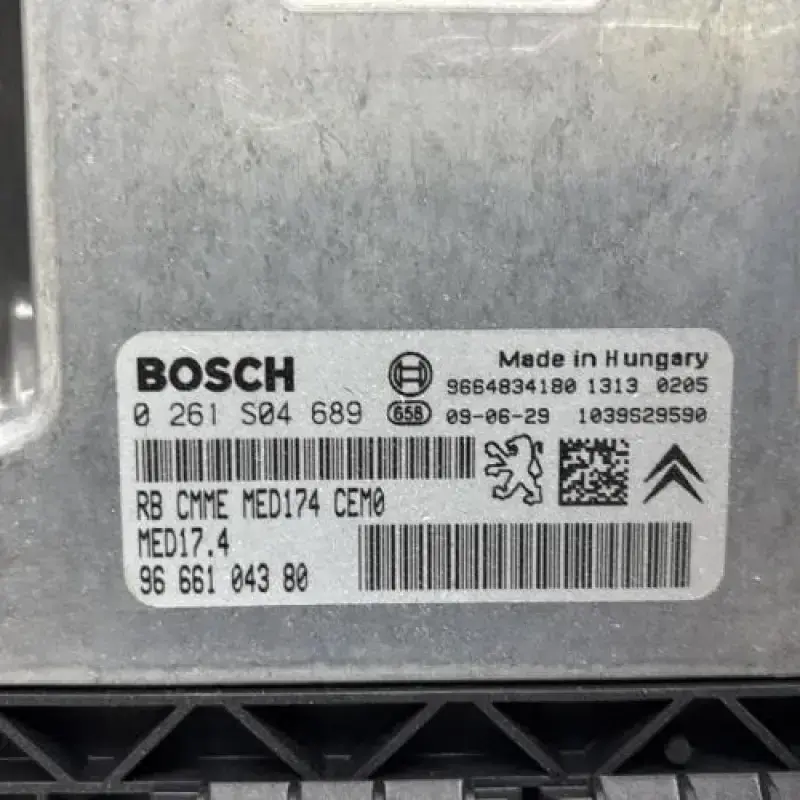 BOSCH
Made in Hungary
9664834180 1313 0205
0 261 S04 689
658 09-06-29 1039S29590
RB CMME MED174 CEM0
MED17.4
96 661 043 80